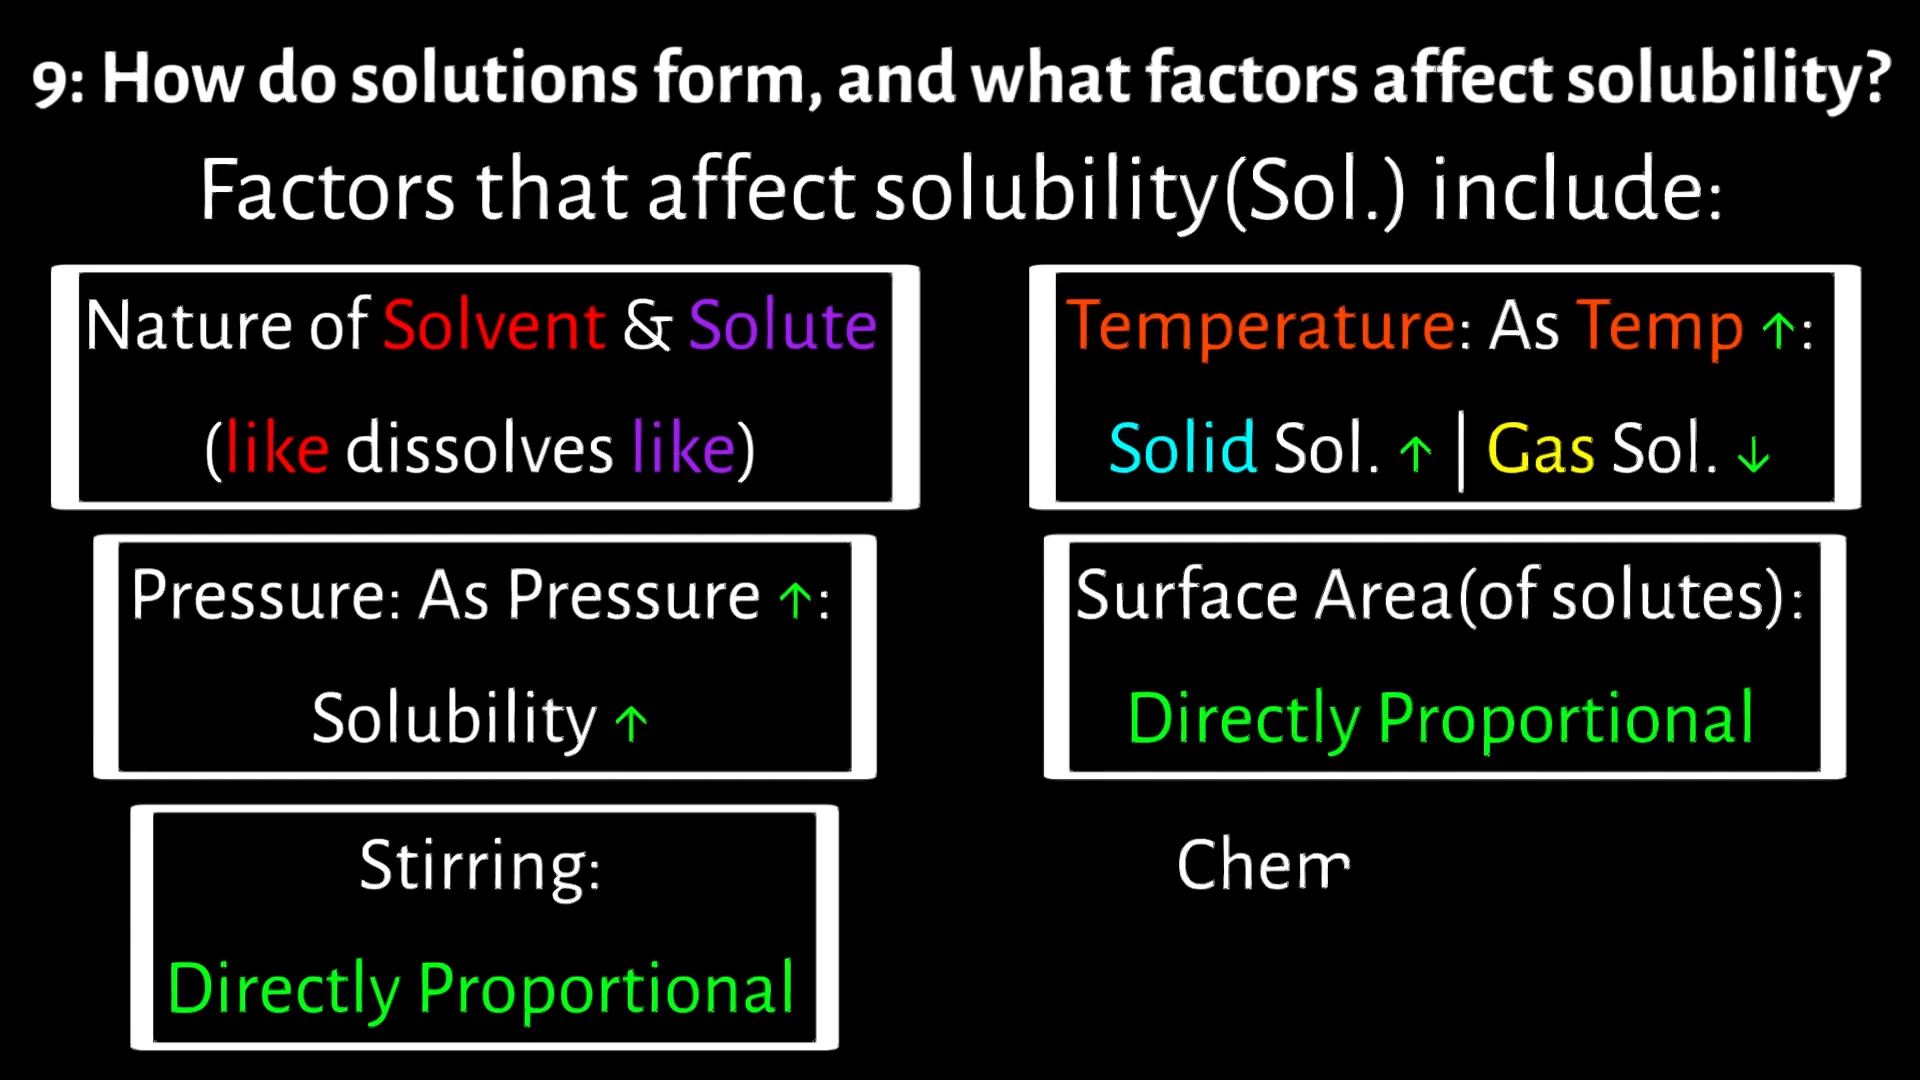 9: How do solutions form, and what factors affect solubility?
Factors that affect solubility(Sol.) include:
Nature of Solvent & Solute
(like dissolves like)
Temperature: As Temp ↑:
Solid Sol. ↑ | Gas Sol. ↓
Pressure: As Pressure ↑:
Solubility ↑
Surface Area(of solutes):
Directly Proportional
Stirring:
Directly Proportional
Chem